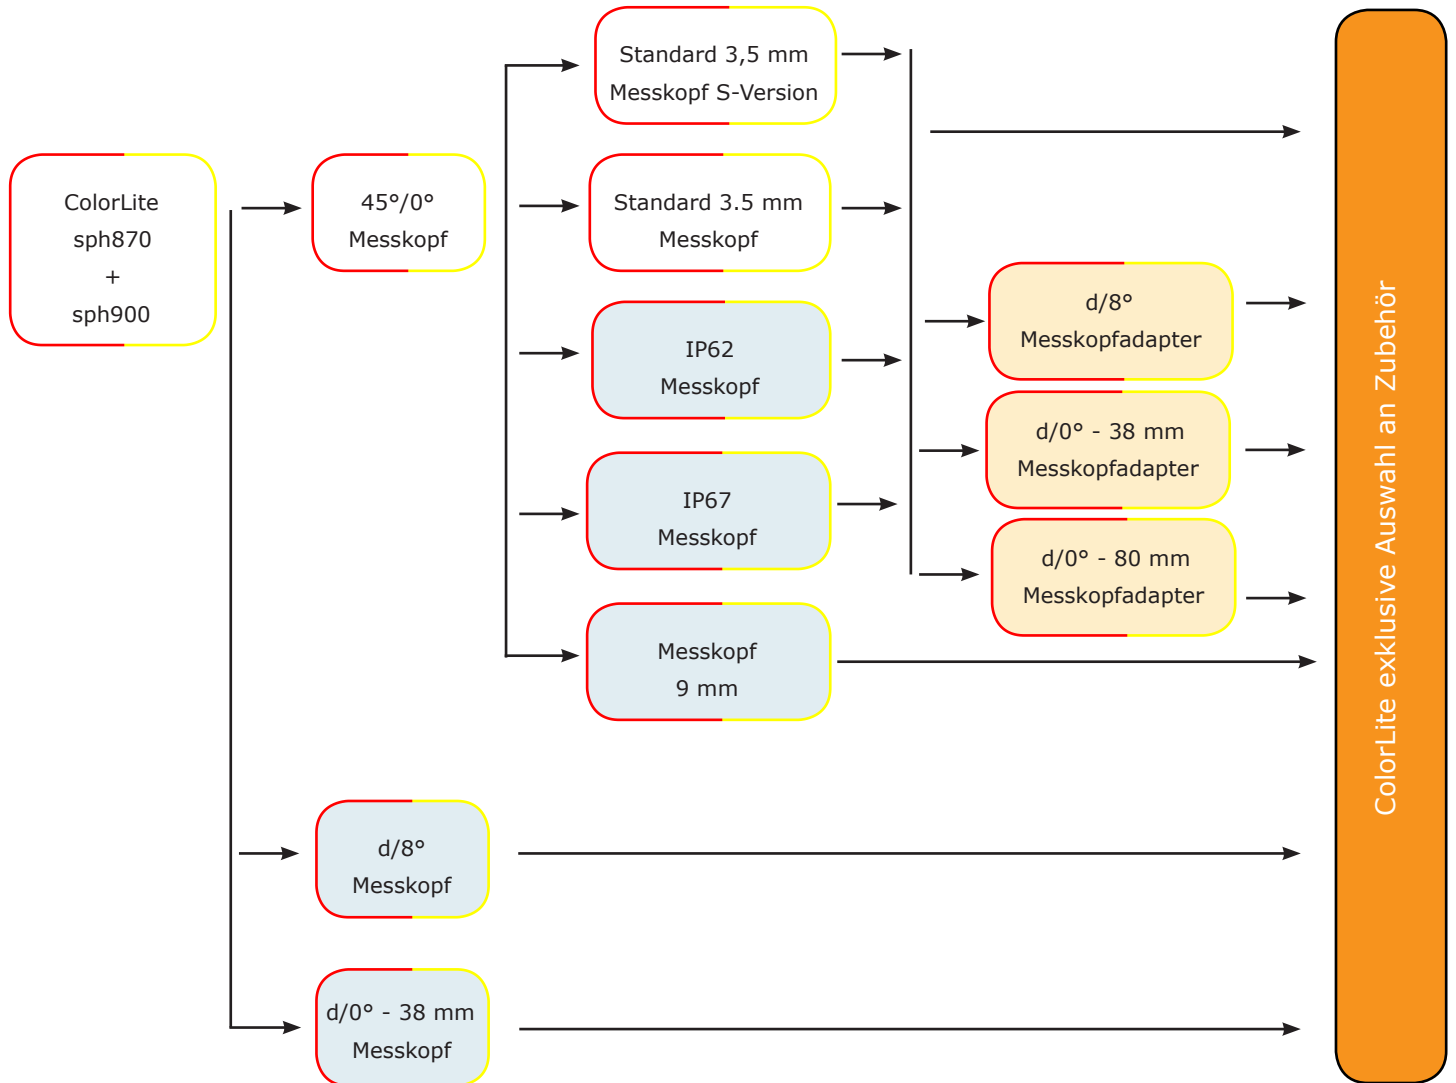 ColorLite
sph870
+
sph900
45°/0°
Messkopf
Standard 3,5 mm
Messkopf S-Version
Standard 3.5 mm
Messkopf
IP62
Messkopf
IP67
Messkopf
Messkopf
9 mm
d/8°
Messkopfadapter
d/0° - 38 mm
Messkopfadapter
d/0° - 80 mm
Messkopfadapter
d/8°
Messkopf
d/0° - 38 mm
Messkopf
ColorLite exklusive Auswahl an Zubehör